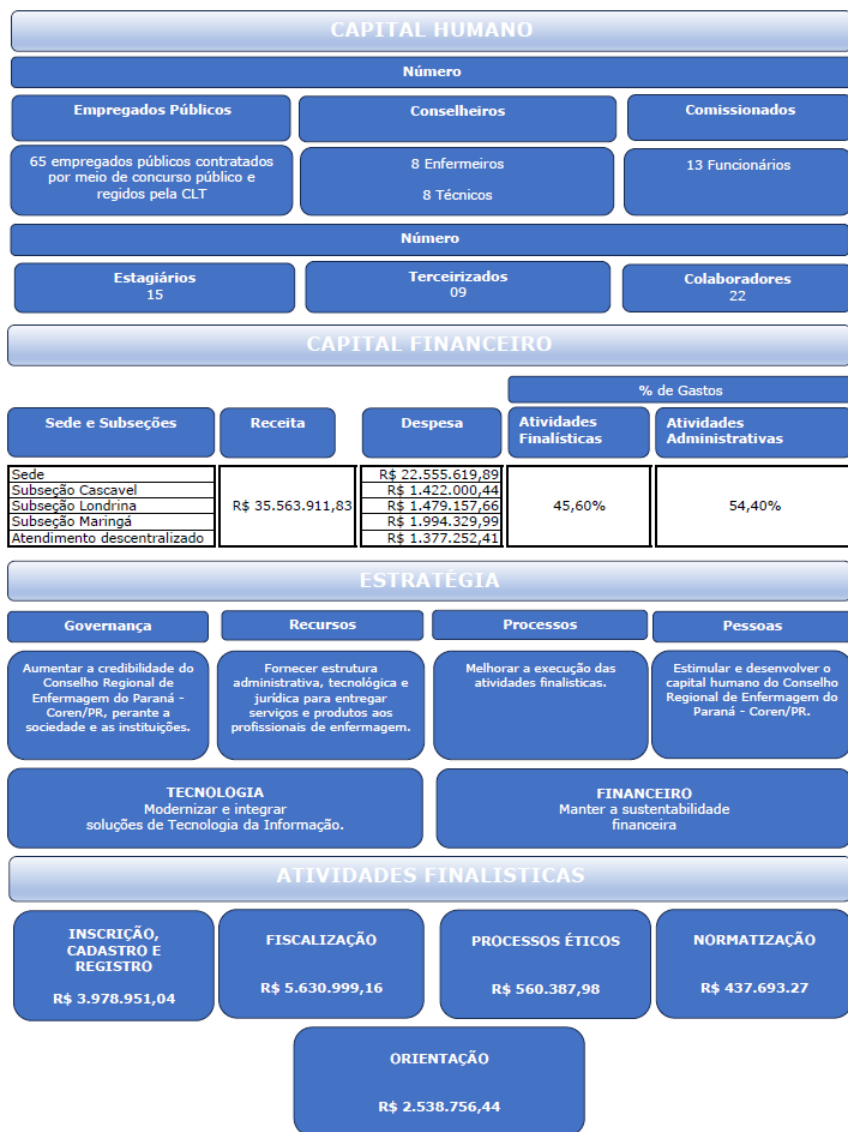 CAPITAL HUMANO
Número
Empregados Públicos
Conselheiros
Comissionados
65 empregados públicos contratados
por meio de concurso público e
regidos pela CLT
8 Enfermeiros
8 Técnicos
13 Funcionários
Número
Estagiários
15
Terceirizados
09
Colaboradores
22
CAPITAL FINANCEIRO
% de Gastos
Sede e Subseções
Receita
Despesa
Atividades
Finalísticas
Atividades
Administrativas
Sede
Subseção Cascavel
Subseção Londrina
Subseção Maringá
Atendimento descentralizado
R$ 35.563.911,83
R$ 22.555.619,89
R$ 1.422.000,44
R$ 1.479.157,66
R$ 1.994.329,99
R$ 1.377.252,41
45,60%
54,40%
ESTRATÉGIA
Governança
Recursos
Processos
Pessoas
Aumentar a credibilidade do
Conselho Regional de
Enfermagem do Paraná -
Coren/PR, perante a
sociedade e as instituições.
Fornecer estrutura
administrativa, tecnológica e
jurídica para entregar
serviços e produtos aos
profissionais de enfermagem.
Melhorar a execução das
atividades finalisticas.
Estimular e desenvolver o
capital humano do Conselho
Regional de Enfermagem do
Paraná - Coren/PR.
TECNOLOGIA
Modernizar e integrar
soluções de Tecnologia da Informação.
FINANCEIRO
Manter a sustentabilidade
financeira
ATIVIDADES FINALISTICAS
INSCRIÇÃO,
CADASTRO E
REGISTRO
R$ 3.978.951,04
FISCALIZAÇÃO
R$ 5.630.999,16
PROCESSOS ÉTICOS
R$ 560.387,98
NORMATIZAÇÃO
R$ 437.693.27
ORIENTAÇÃO
R$ 2.538.756,44